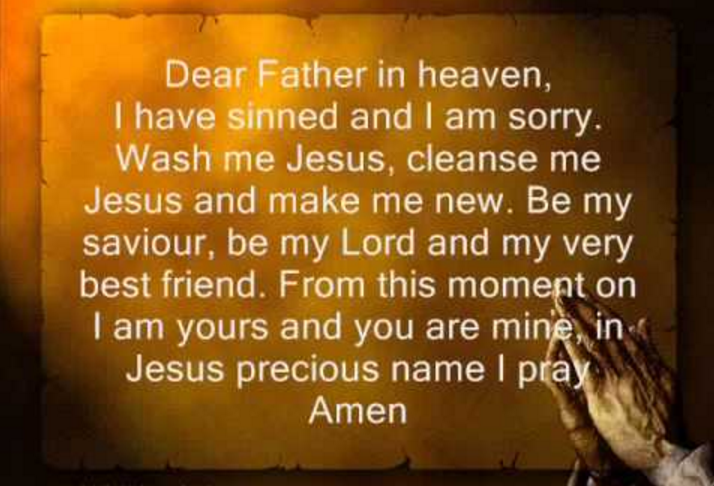 Dear Father in heaven,
I have sinned and I am sorry.
Wash me Jesus, cleanse me
Jesus and make me new. Be my
saviour, be my Lord and my very
best friend. From this moment on
I am yours and you are mine, in
Jesus precious name I pray
Amen